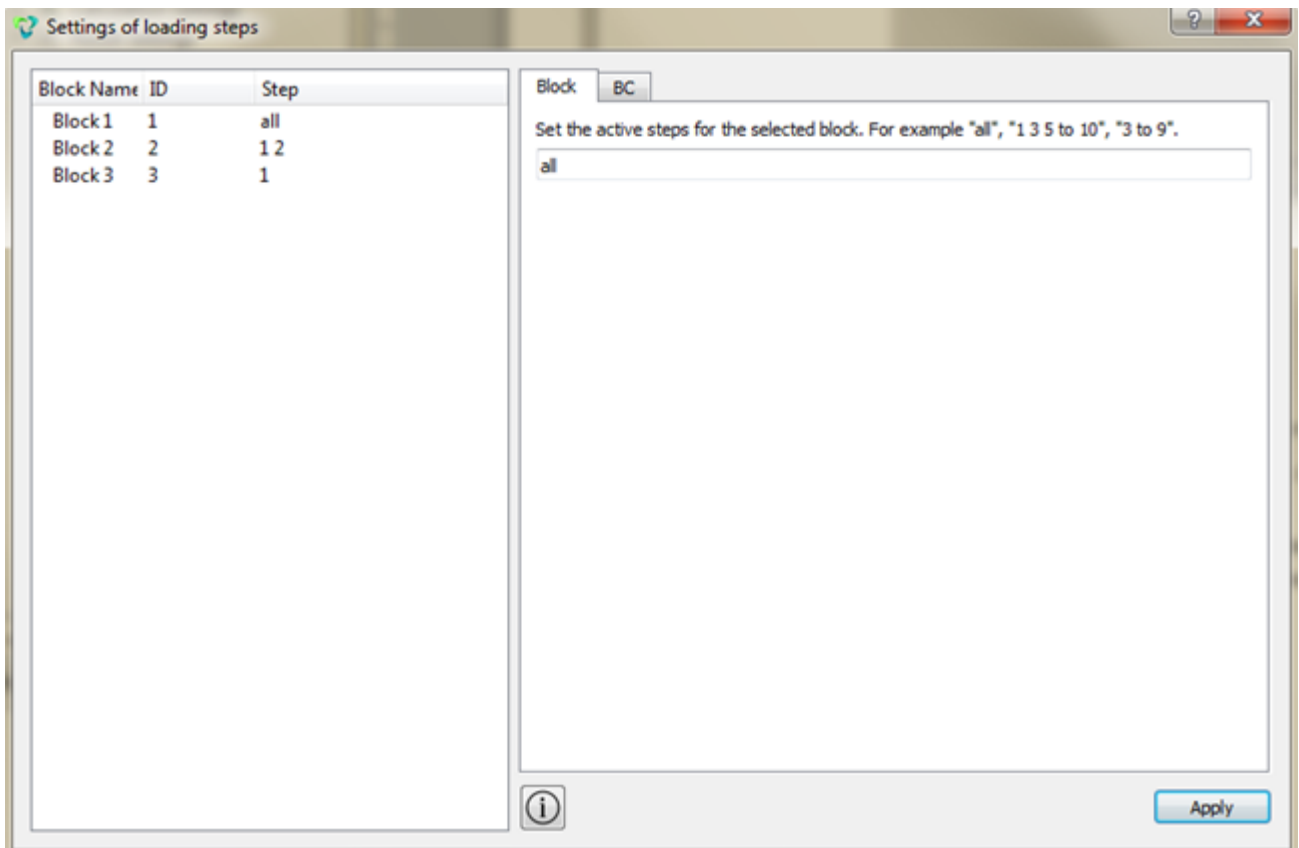 Settings of loading steps
Block Name ID Step
Block 1 1 all
Block 2 2 1 2
Block 3 3 1
Block BC
Set the active steps for the selected block. For example "all", "1 3 5 to 10", "3 to 9".
all
Apply